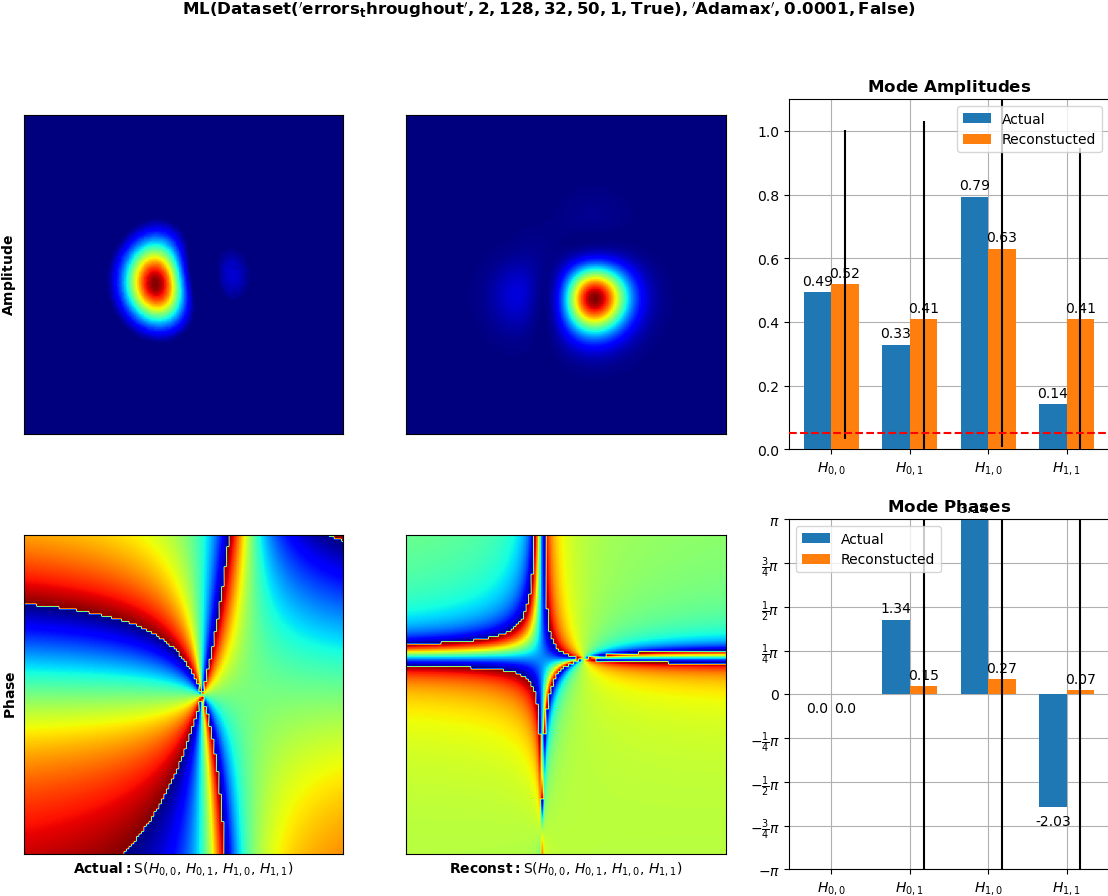 ML(Dataset('errors_throughout', 2, 128, 32, 50, 1, True), 'Adamax', 0.0001, False)
Mode Amplitudes
Amplitude
Actual
Reconstucted
1.0
0.8
0.6
0.4
0.2
0.0
0.49
0.52
0.33
0.41
0.79
0.63
0.14
0.41
H0,0
H0,1
H1,0
H1,1
Mode Phases
Phase
Actual
Reconstucted
π
3/4π
1/2π
1/4π
0
−1/4π
−1/2π
−3/4π
−π
0.0
0.0
1.34
0.15
3.14
0.27
-2.03
0.07
H0,0
H0,1
H1,0
H1,1
Actual: S(H0,0, H0,1, H1,0, H1,1)
Reconst: S(H0,0, H0,1, H1,0, H1,1)